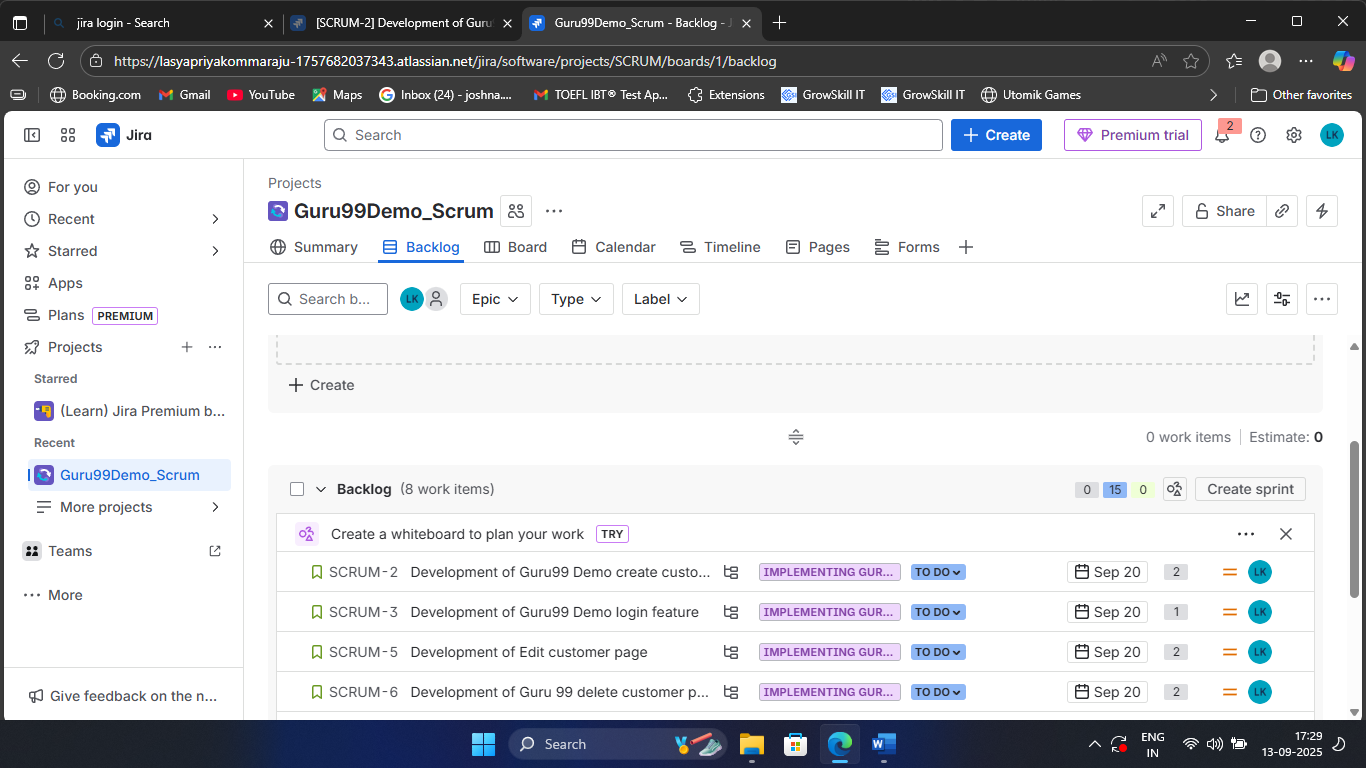 jira login - Search
[SCRUM-2] Development of Guru
Guru99Demo_Scrum - Backlog - J
https://lasyapriyakommaraju-1757682037343.atlassian.net/jira/software/projects/SCRUM/boards/1/backlog
Booking.com
Gmail
YouTube
Maps
Inbox (24) - joshna....
TOEFL IBT® Test Ap...
Extensions
GrowSkill IT
GrowSkill IT
Utomik Games
Other favorites
Jira
Search
Create
Premium trial
2
LK
For you
Recent
Starred
Apps
Plans PREMIUM
Projects
Starred
(Learn) Jira Premium b...
Recent
Guru99Demo_Scrum
More projects
Teams
More
Give feedback on the n...
Projects
Guru99Demo_Scrum
Share
Summary
Backlog
Board
Calendar
Timeline
Pages
Forms
Search b...
LK
Epic
Type
Label
Create
0 work items
Estimate: 0
Backlog (8 work items)
0 15 0
Create sprint
Create a whiteboard to plan your work TRY
SCRUM-2 Development of Guru99 Demo create custo... IMPLEMENTING GUR... TO DO Sep 20 2 LK
SCRUM-3 Development of Guru99 Demo login feature IMPLEMENTING GUR... TO DO Sep 20 1 LK
SCRUM-5 Development of Edit customer page IMPLEMENTING GUR... TO DO Sep 20 2 LK
SCRUM-6 Development of Guru 99 delete customer p... IMPLEMENTING GUR... TO DO Sep 20 2 LK
Search
ENG
IN
17:29
13-09-2025